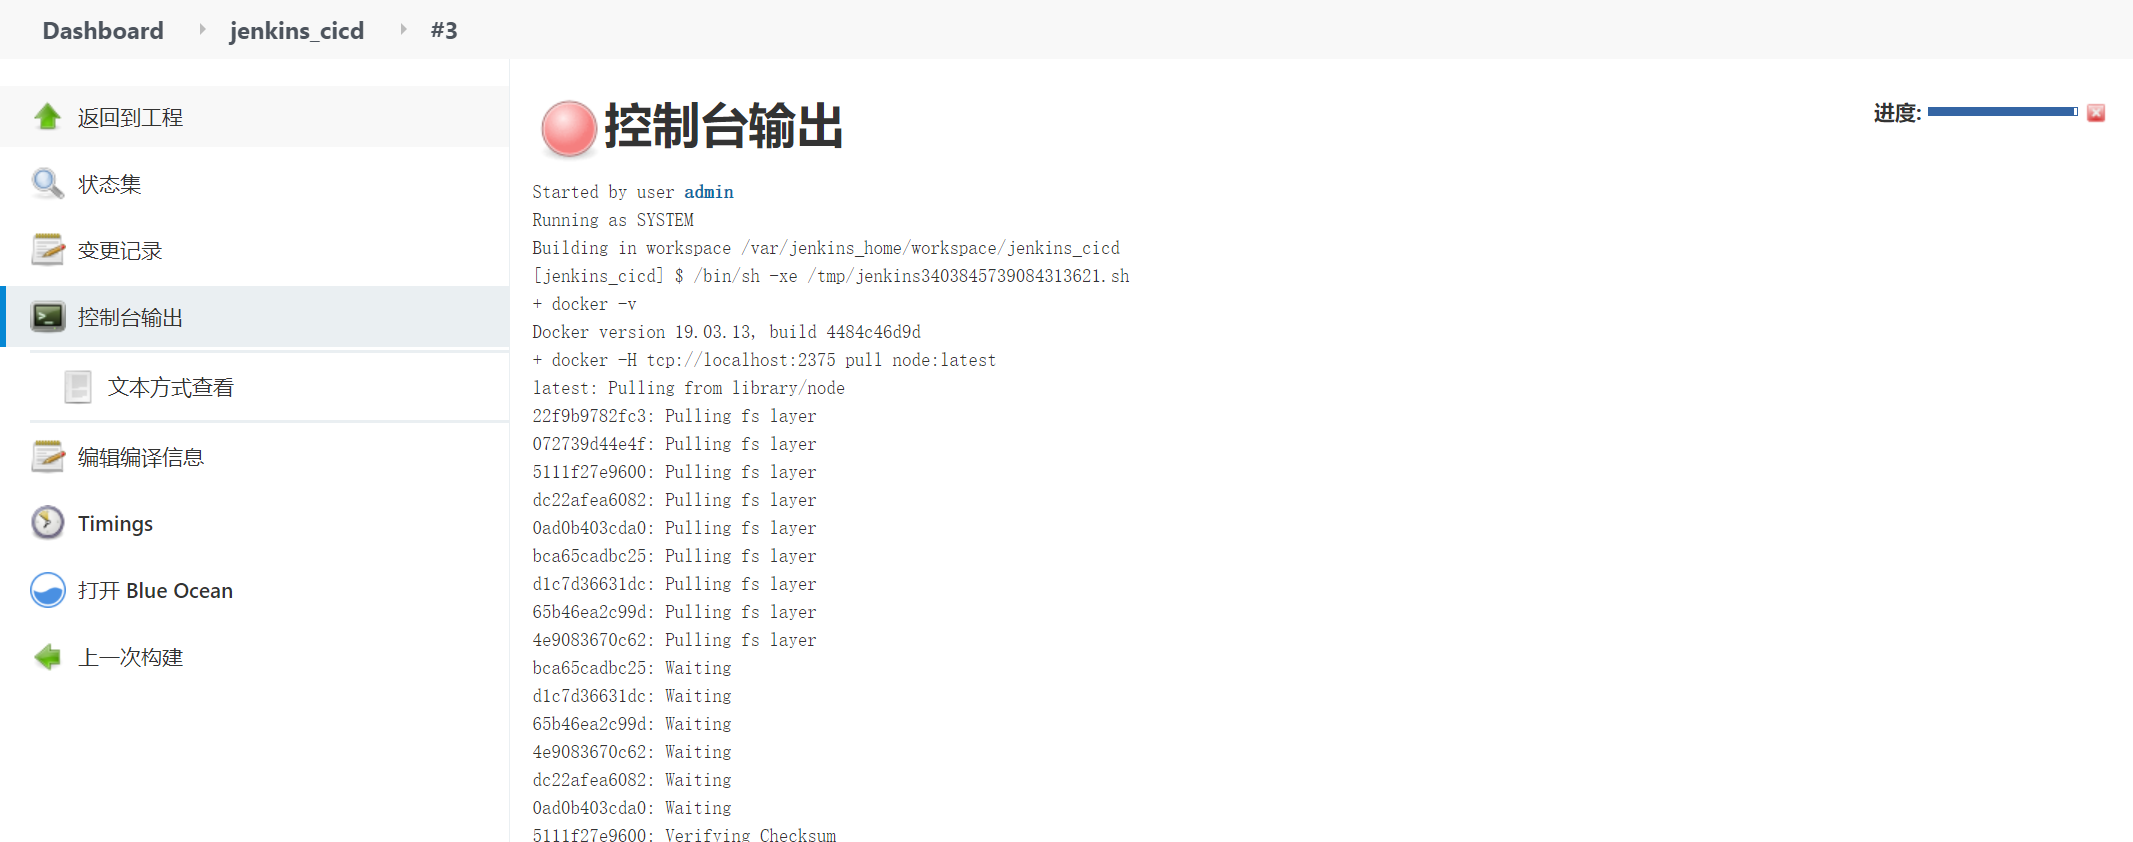 Dashboard jenkins_cicd #3
返回到工程
状态集
变更记录
控制台输出
文本方式查看
编辑编译信息
Timings
打开 Blue Ocean
上一次构建
控制台输出
进度:
Started by user admin
Running as SYSTEM
Building in workspace /var/jenkins_home/workspace/jenkins_cicd
[jenkins_cicd] $ /bin/sh -xe /tmp/jenkins3403845739084313621.sh
+ docker -v
Docker version 19.03.13, build 4484c46d9d
+ docker -H tcp://localhost:2375 pull node:latest
latest: Pulling from library/node
22f9b9782fc3: Pulling fs layer
072739d44e4f: Pulling fs layer
5111f27e9600: Pulling fs layer
dc22afea6082: Pulling fs layer
0ad0b403cda0: Pulling fs layer
bca65cadbc25: Pulling fs layer
d1c7d36631dc: Pulling fs layer
65b46ea2c99d: Pulling fs layer
4e9083670c62: Pulling fs layer
bca65cadbc25: Waiting
d1c7d36631dc: Waiting
65b46ea2c99d: Waiting
4e9083670c62: Waiting
dc22afea6082: Waiting
0ad0b403cda0: Waiting
5111f27e9600: Verifying Checksum